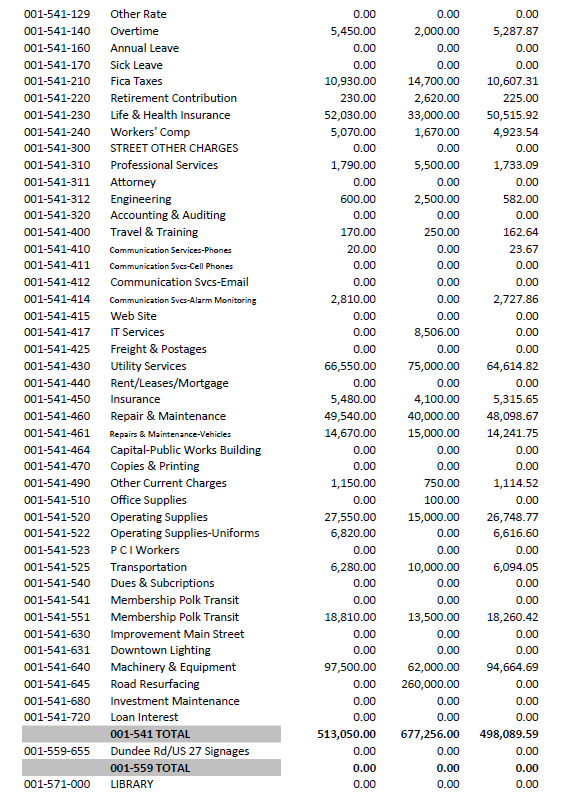 001-541-129 Other Rate 0.00 0.00 0.00
001-541-140 Overtime 5,450.00 2,000.00 5,287.87
001-541-160 Annual Leave 0.00 0.00 0.00
001-541-170 Sick Leave 0.00 0.00 0.00
001-541-210 Fica Taxes 10,930.00 14,700.00 10,607.31
001-541-220 Retirement Contribution 230.00 2,620.00 225.00
001-541-230 Life & Health Insurance 52,030.00 33,000.00 50,515.92
001-541-240 Workers' Comp 5,070.00 1,670.00 4,923.54
001-541-300 STREET OTHER CHARGES 0.00 0.00 0.00
001-541-310 Professional Services 1,790.00 5,500.00 1,733.09
001-541-311 Attorney 0.00 0.00 0.00
001-541-312 Engineering 600.00 2,500.00 582.00
001-541-320 Accounting & Auditing 0.00 0.00 0.00
001-541-400 Travel & Training 170.00 250.00 162.64
001-541-410 Communication Services-Phones 20.00 0.00 23.67
001-541-411 Communication Svcs-Cell Phones 0.00 0.00 0.00
001-541-412 Communication Svcs-Email 0.00 0.00 0.00
001-541-414 Communication Svcs-Alarm Monitoring 2,810.00 0.00 2,727.86
001-541-415 Web Site 0.00 0.00 0.00
001-541-417 IT Services 0.00 8,506.00 0.00
001-541-425 Freight & Postages 0.00 0.00 0.00
001-541-430 Utility Services 66,550.00 75,000.00 64,614.82
001-541-440 Rent/Leases/Mortgage 0.00 0.00 0.00
001-541-450 Insurance 5,480.00 4,100.00 5,315.65
001-541-460 Repair & Maintenance 49,540.00 40,000.00 48,098.67
001-541-461 Repairs & Maintenance-Vehicles 14,670.00 15,000.00 14,241.75
001-541-464 Capital-Public Works Building 0.00 0.00 0.00
001-541-470 Copies & Printing 0.00 0.00 0.00
001-541-490 Other Current Charges 1,150.00 750.00 1,114.52
001-541-510 Office Supplies 0.00 100.00 0.00
001-541-520 Operating Supplies 27,550.00 15,000.00 26,748.77
001-541-522 Operating Supplies-Uniforms 6,820.00 0.00 6,616.60
001-541-523 P C I Workers 0.00 0.00 0.00
001-541-525 Transportation 6,280.00 10,000.00 6,094.05
001-541-540 Dues & Subcriptions 0.00 0.00 0.00
001-541-541 Membership Polk Transit 0.00 0.00 0.00
001-541-551 Membership Polk Transit 18,810.00 13,500.00 18,260.42
001-541-630 Improvement Main Street 0.00 0.00 0.00
001-541-631 Downtown Lighting 0.00 0.00 0.00
001-541-640 Machinery & Equipment 97,500.00 62,000.00 94,664.69
001-541-645 Road Resurfacing 0.00 260,000.00 0.00
001-541-680 Investment Maintenance 0.00 0.00 0.00
001-541-720 Loan Interest 0.00 0.00 0.00
001-541 TOTAL 513,050.00 677,256.00 498,089.59
001-559-655 Dundee Rd/US 27 Signages 0.00 0.00 0.00
001-559 TOTAL 0.00 0.00 0.00
001-571-000 LIBRARY 0.00 0.00 0.00